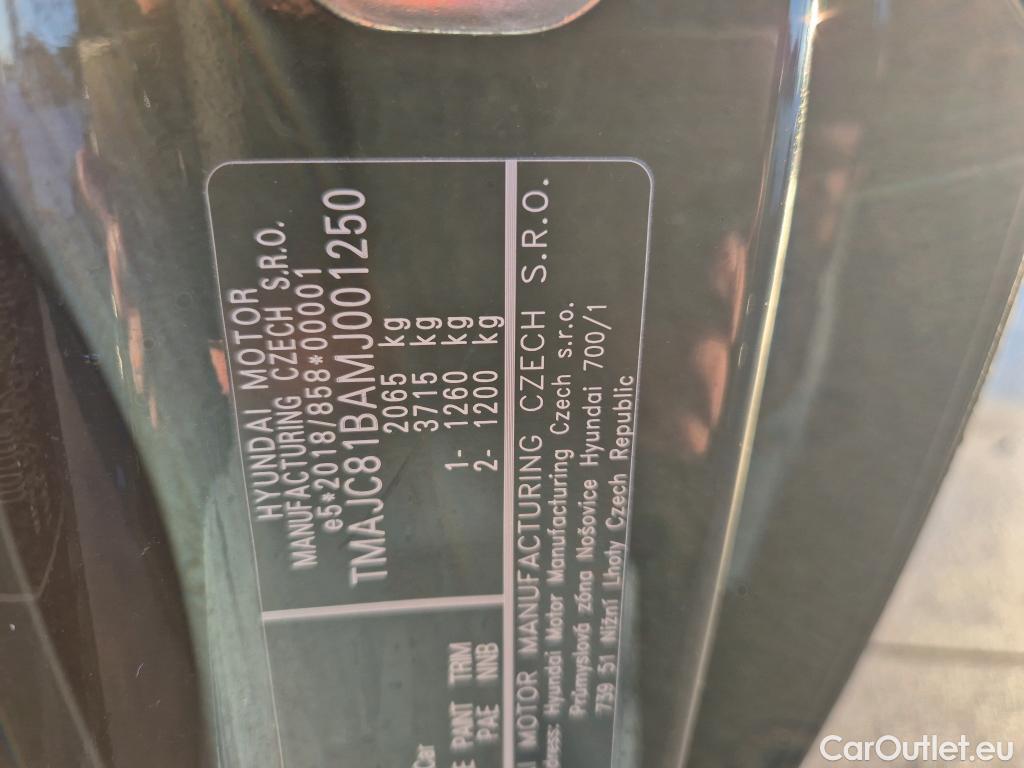 HYUNDAI MOTOR
MANUFACTURING CZECH S.R.O.
e5*2018/858*00001
TMAJC81BAMJ001250
2065 kg
3715 kg
1- 1260 kg
2- 1200 kg
Car
PAINT TRM
PAE NNB
MOTOR MANUFACTURING CZECH S.R.O.
Hyundai Motor Manufacturing Czech s.r.o.
Průmyslová zóna Nošovice Hyundai 700/1
739 51 Nižní Lhoty Czech Republic
CarOutlet.eu